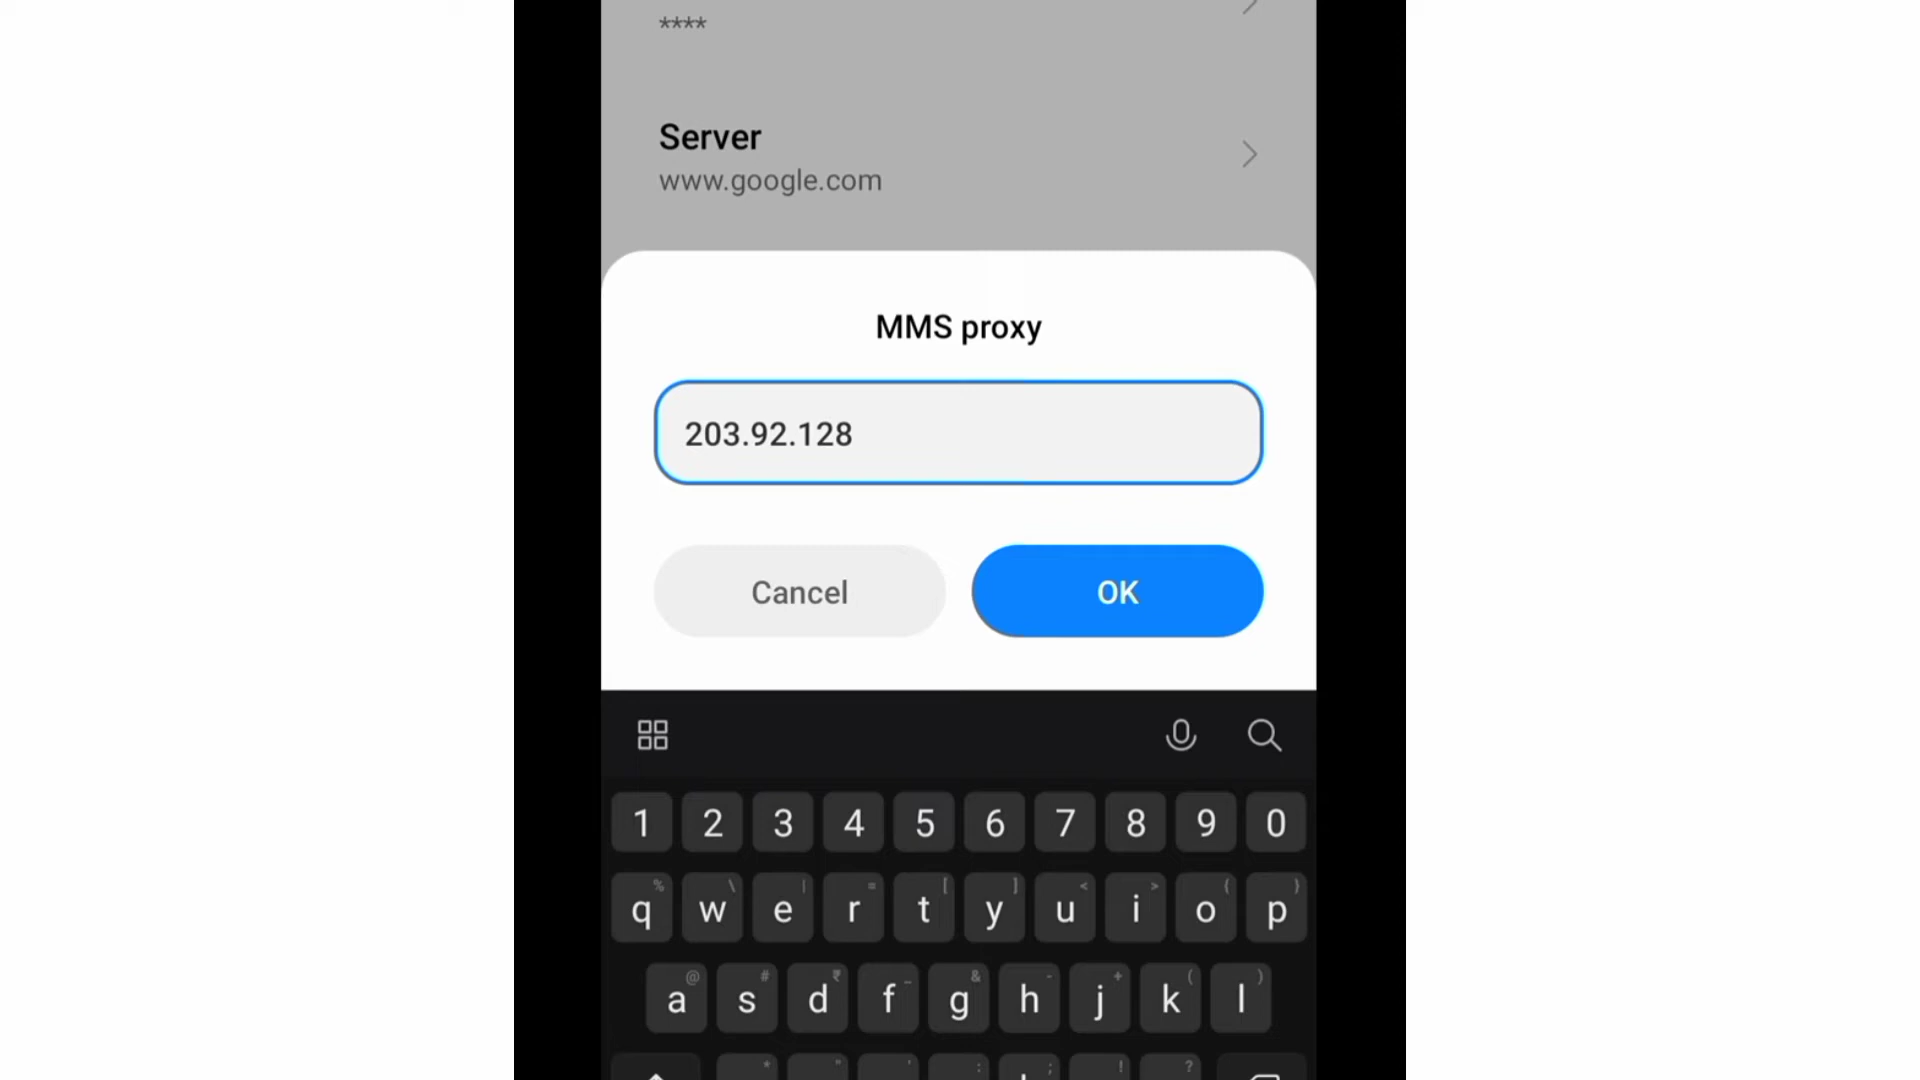 ****
Server
www.google.com
MMS proxy
203.92.128
Cancel
OK
1 2 3 4 5 6 7 8 9 0
% \ | = [ ] < > { }
q w e r t y u i o p
@ # ₹ _ & - + ( )
a s d f g h j k l
* " ' : ; ! ?